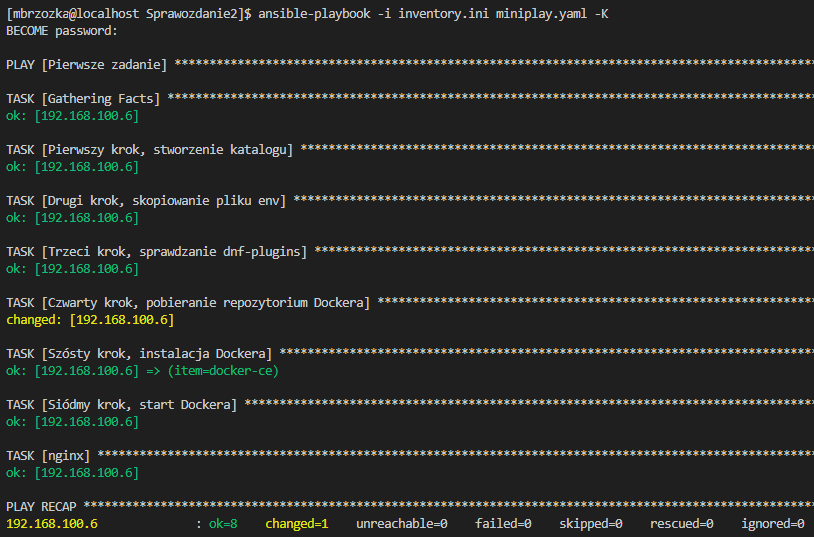 [mbrzozka@localhost Sprawozdanie2]$ ansible-playbook -i inventory.ini miniplay.yaml -K
BECOME password:
PLAY [Pierwsze zadanie] *******************************************************************************************
TASK [Gathering Facts] ********************************************************************************************
ok: [192.168.100.6]
TASK [Pierwszy krok, stworzenie katalogu] *************************************************************************
ok: [192.168.100.6]
TASK [Drugi krok, skopiowanie pliku env] **************************************************************************
ok: [192.168.100.6]
TASK [Trzeci krok, sprawdzanie dnf-plugins] ***********************************************************************
ok: [192.168.100.6]
TASK [Czwarty krok, pobieranie repozytorium Dockera] **************************************************************
changed: [192.168.100.6]
TASK [Szósty krok, instalacja Dockera] ****************************************************************************
ok: [192.168.100.6] => (item=docker-ce)
TASK [Siódmy krok, start Dockera] *********************************************************************************
ok: [192.168.100.6]
TASK [nginx] ******************************************************************************************************
ok: [192.168.100.6]
PLAY RECAP ********************************************************************************************************
192.168.100.6 : ok=8 changed=1 unreachable=0 failed=0 skipped=0 rescued=0 ignored=0